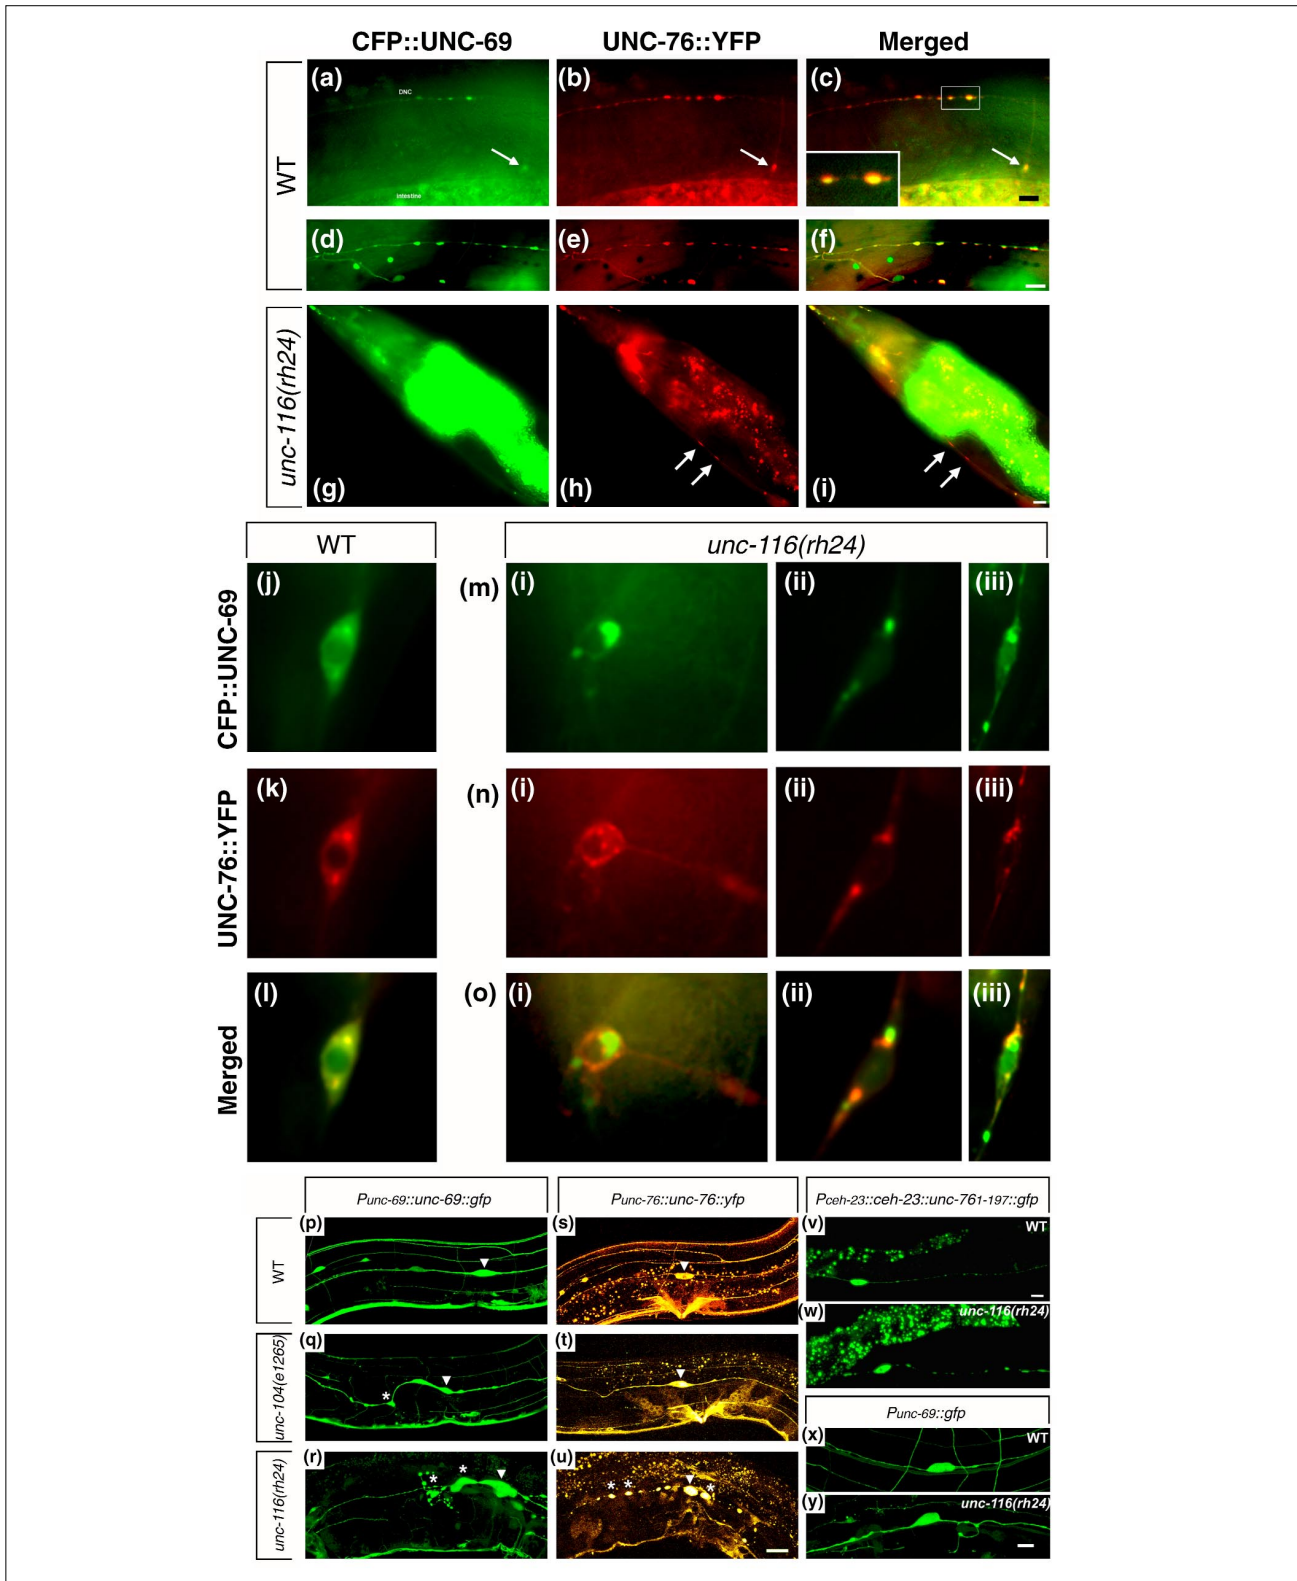 CFP::UNC-69 UNC-76::YFP Merged
WT
(a) (b) (c)
DNC
intestine
(d) (e) (f)
unc-116(rh24)
(g) (h) (i)
WT unc-116(rh24)
CFP::UNC-69
(j) (m) (i) (ii) (iii)
UNC-76::YFP
(k) (n) (i) (ii) (iii)
Merged
(l) (o) (i) (ii) (iii)
Punc-69::unc-69::gfp Punc-76::unc-76::yfp Pceh-23::ceh-23::unc-761-197::gfp
WT
(p) (s) (v) WT
(w) unc-116(rh24)
unc-104(e1265)
(q) * (t)
Punc-69::gfp
(x) WT
unc-116(rh24)
(r) * * (u) * * *
(y) unc-116(rh24)